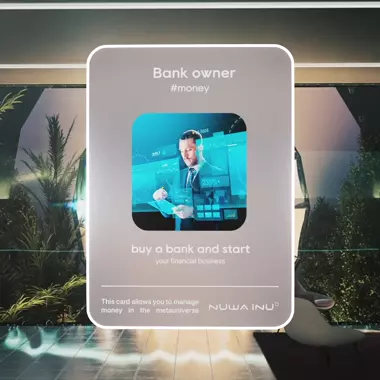 Bank owner
#money
buy a bank and start
your financial business
This card allows you to manage
money in the metauniverse
NUWA INU